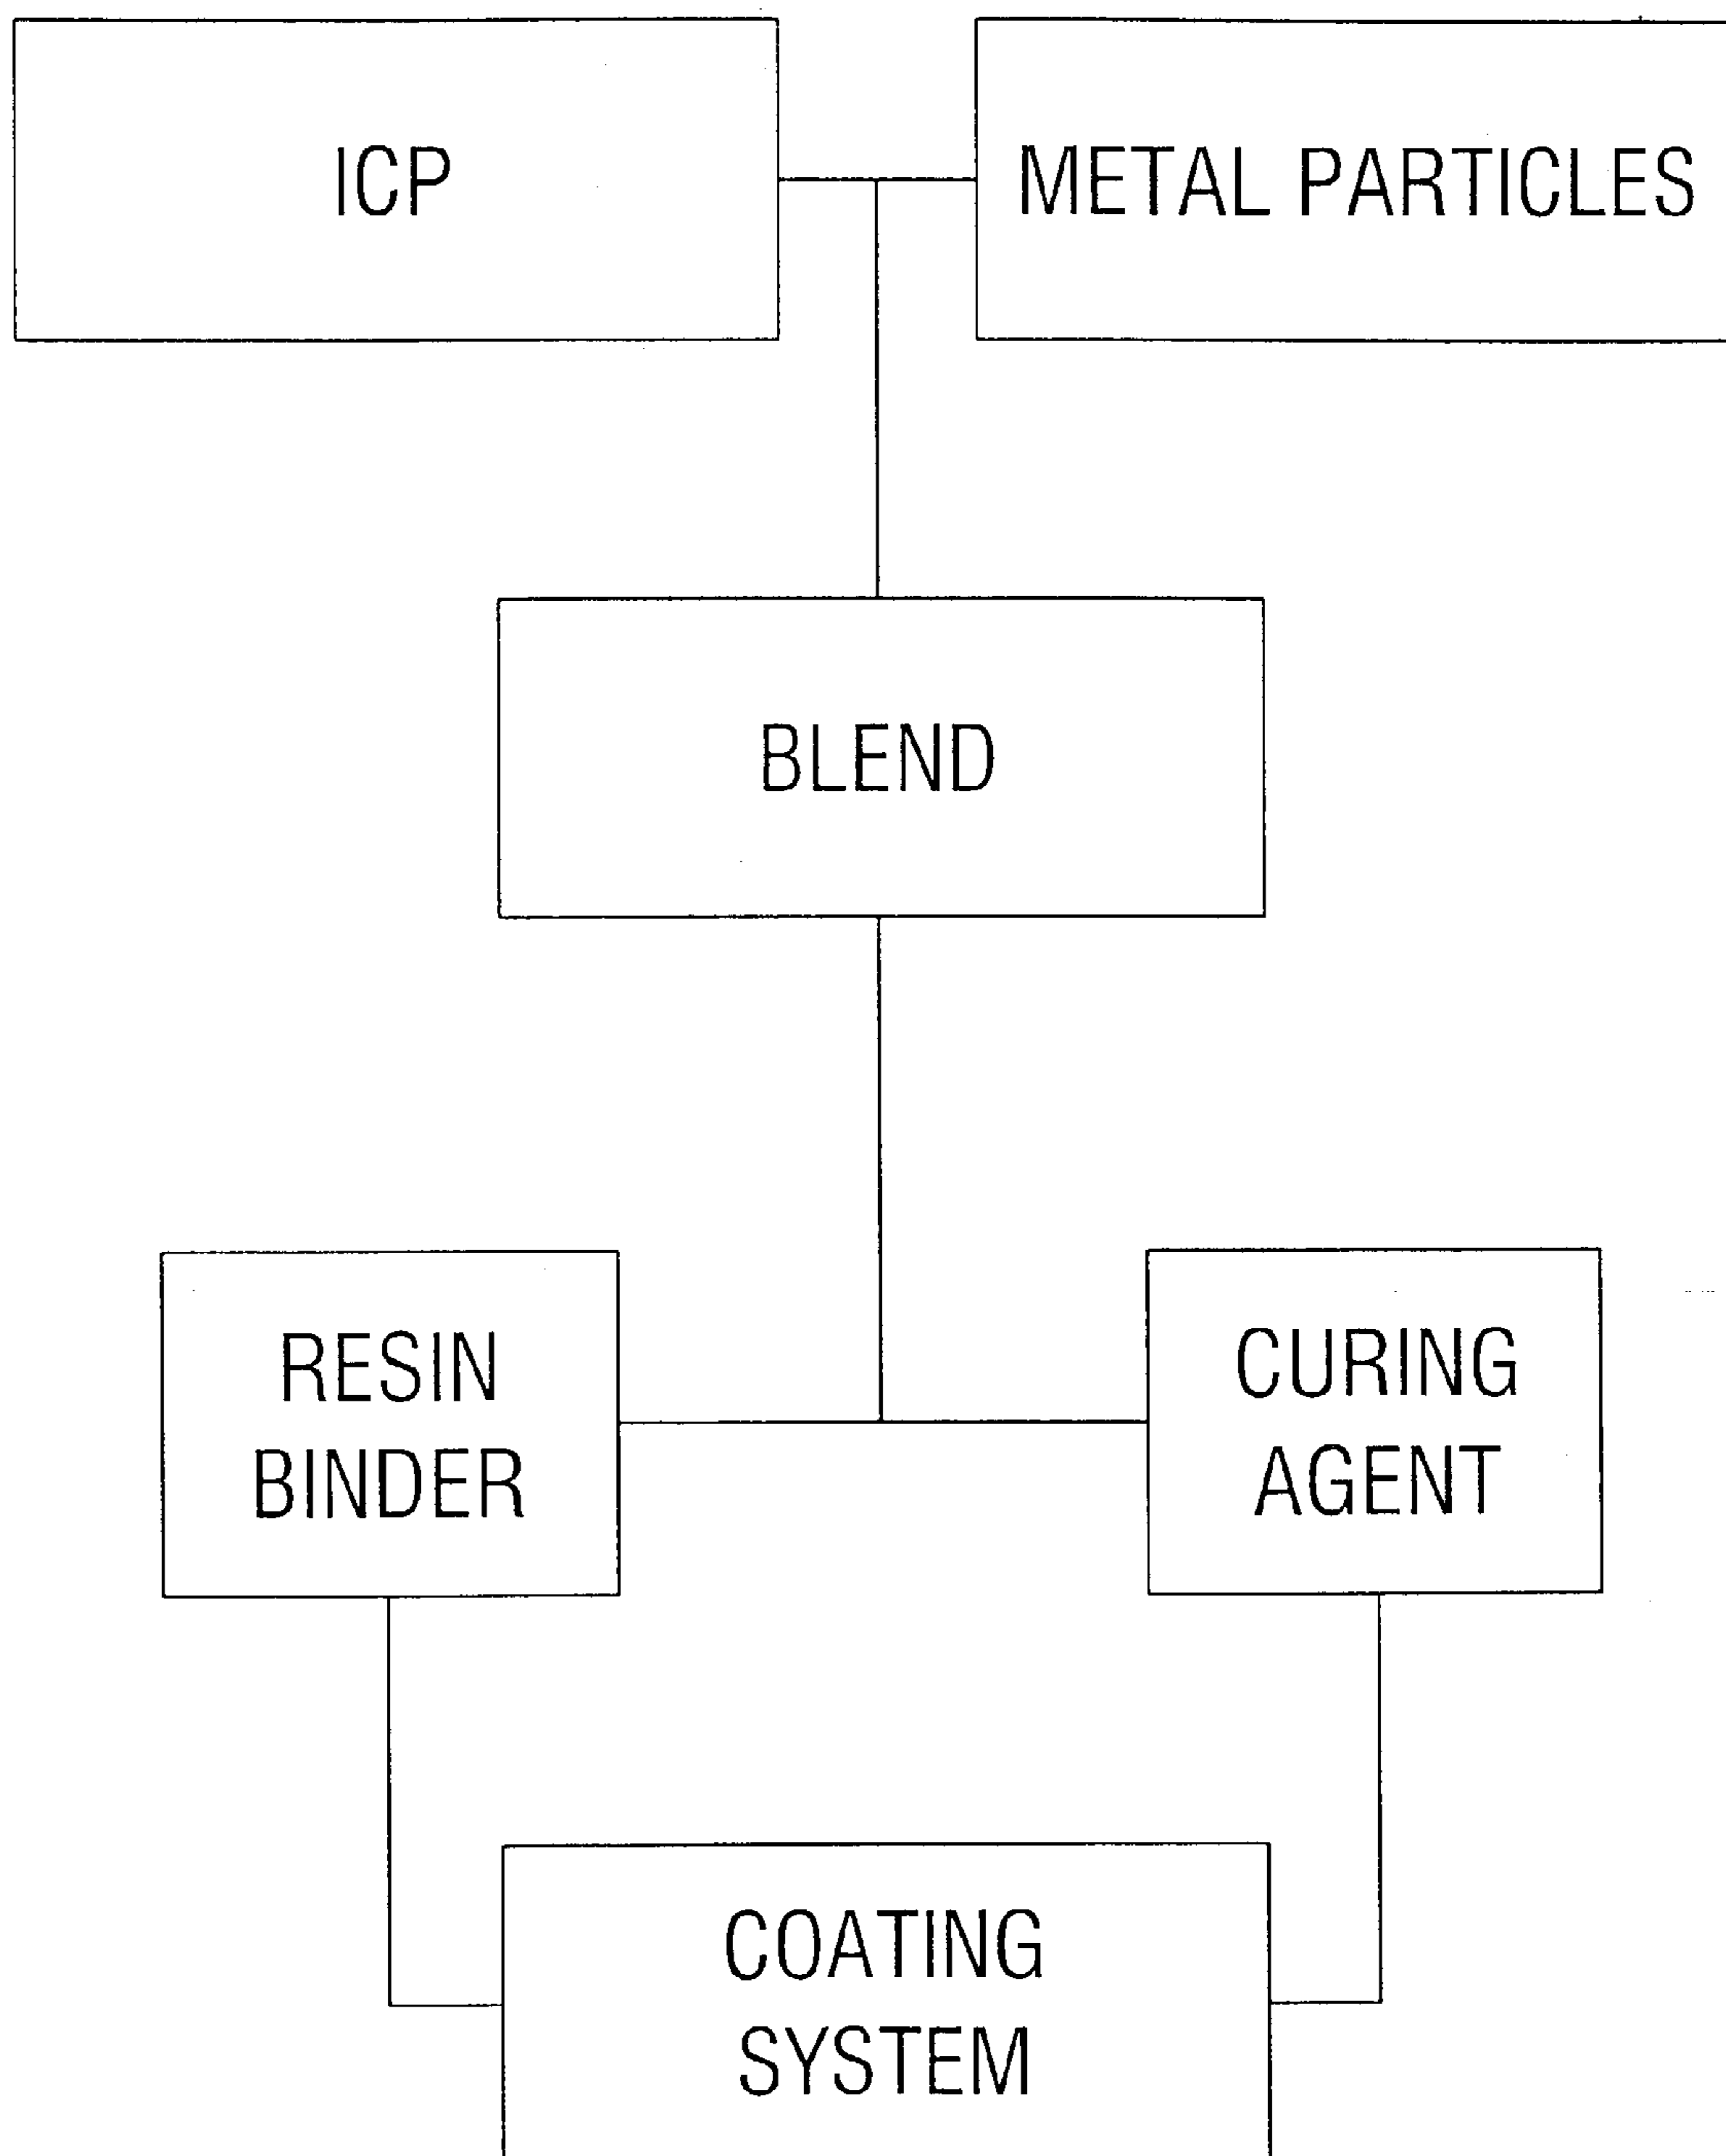 ICP
METAL PARTICLES
BLEND
RESIN
BINDER
CURING
AGENT
COATING
SYSTEM